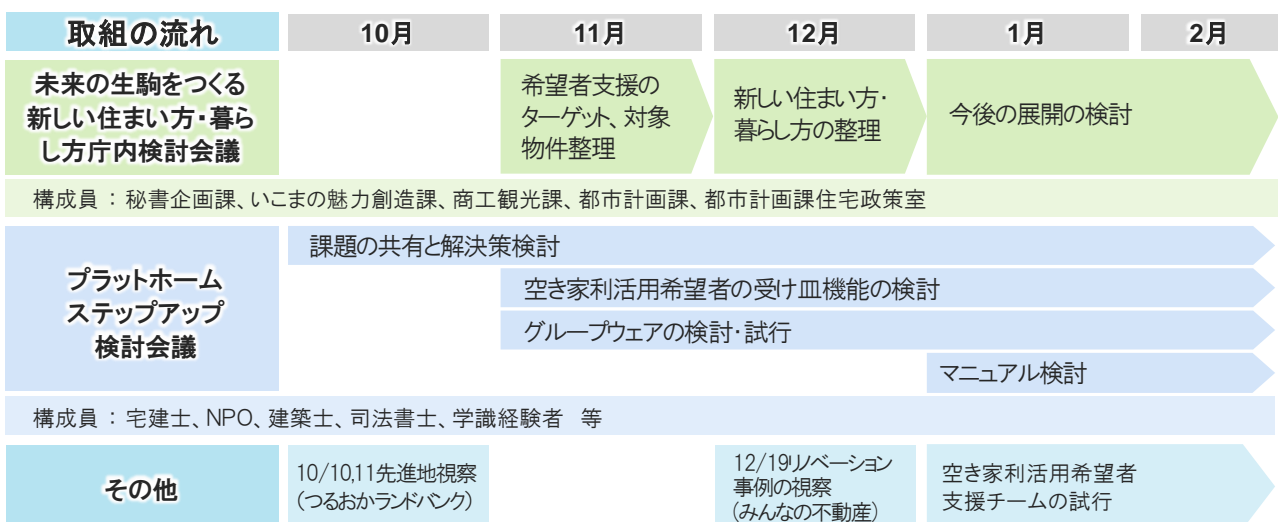 取組の流れ
10月
11月
12月
1月
2月
未来の生駒をつくる
新しい住まい方・暮ら
し方庁内検討会議
希望者支援の
ターゲット、対象
物件整理
新しい住まい方・
暮らし方の整理
今後の展開の検討
構成員 : 秘書企画課、いこまの魅力創造課、商工観光課、都市計画課、都市計画課住宅政策室
プラットホーム
ステップアップ
検討会議
課題の共有と解決策検討
空き家利活用希望者の受け皿機能の検討
グループウェアの検討・試行
マニュアル検討
構成員 : 宅建士、NPO、建築士、司法書士、学識経験者 等
その他
10/10,11先進地視察
(つるおかランドバンク)
12/19リノベーション
事例の視察
(みんなの不動産)
空き家利活用希望者
支援チームの試行